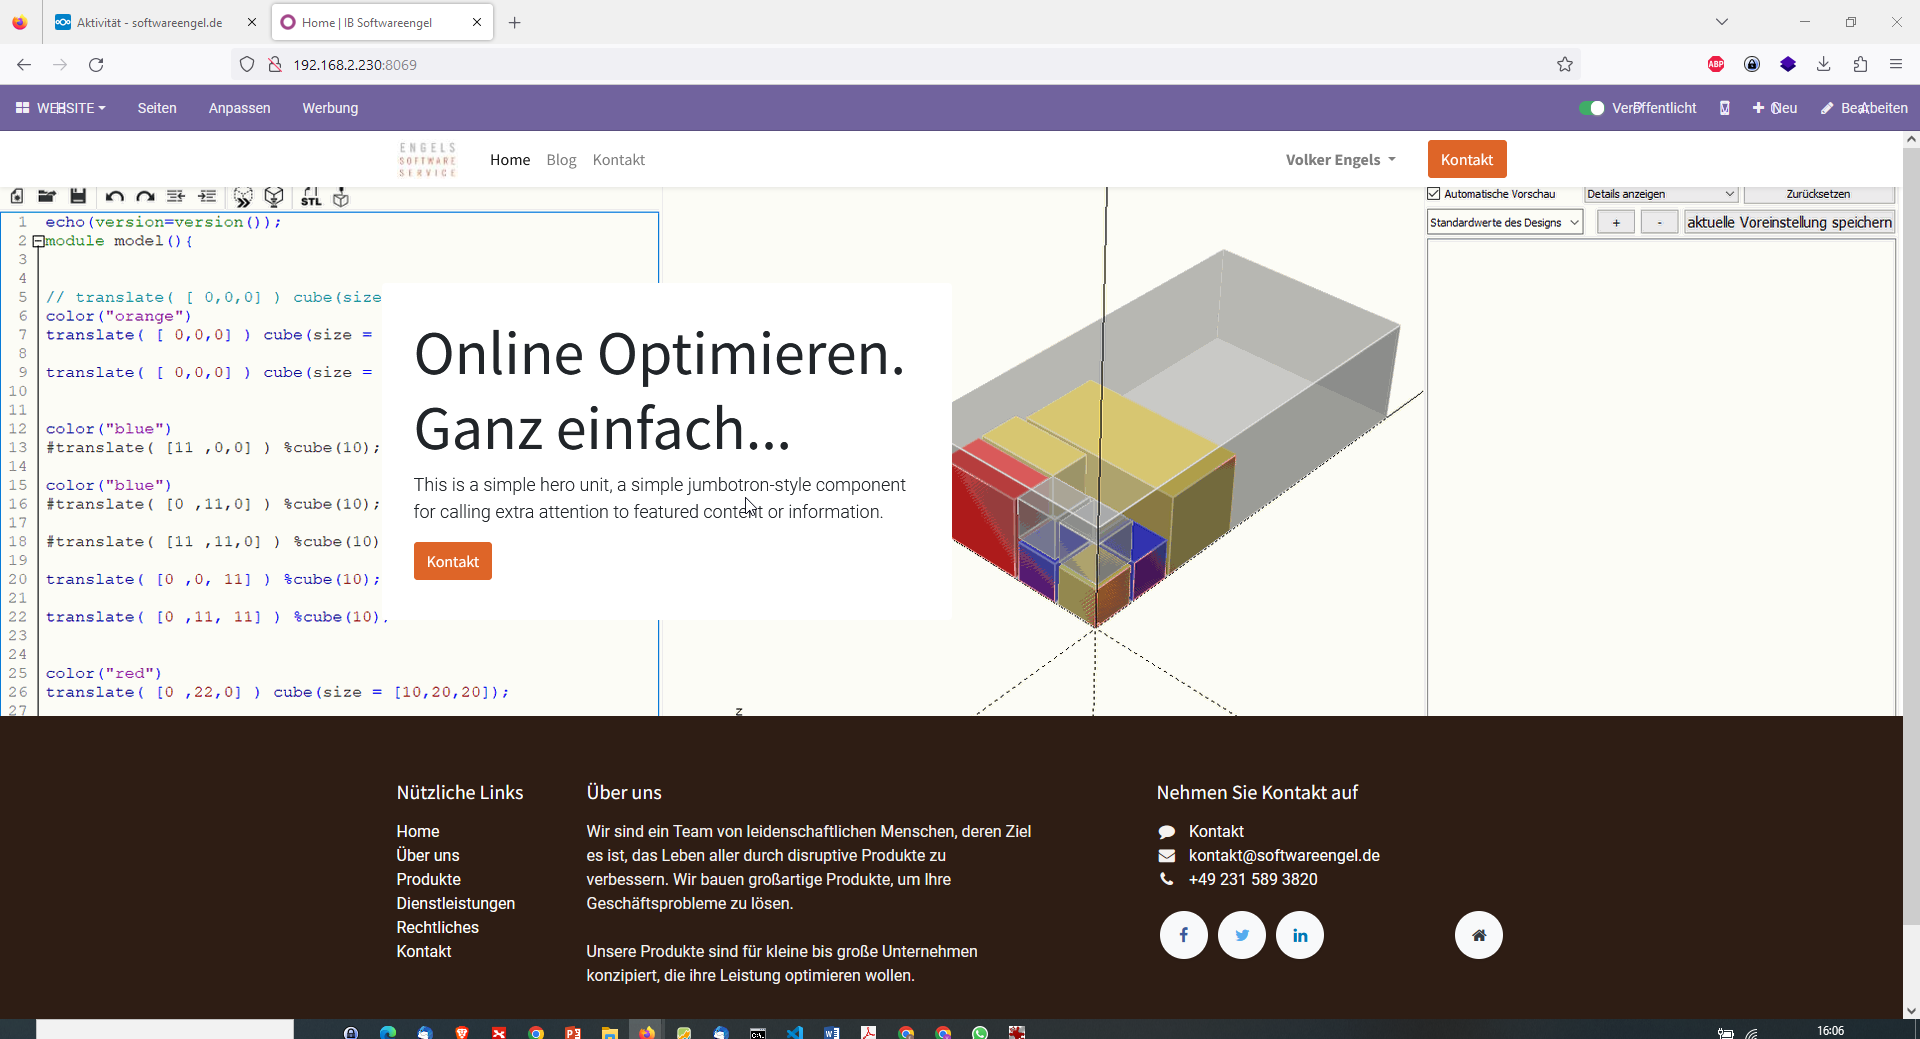 Aktivität - softwareengel.de
Home | IB Softwareengel
192.168.2.230:8069
ABP
WEBSITE
Seiten
Anpassen
Werbung
Veröffentlicht
Neu
Bearbeiten
ENGELS
SOFTWARE
SERVICE
Home
Blog
Kontakt
Volker Engels
Kontakt
STL
Automatische Vorschau
Details anzeigen
Zurücksetzen
Standardwerte des Designs
+
-
aktuelle Voreinstellung speichern
1 echo(version=version());
2 module model(){
3
4
5 // translate( [ 0,0,0] ) cube(size
6 color("orange")
7 translate( [ 0,0,0] ) cube(size =
8
9 translate( [ 0,0,0] ) cube(size =
10
11
12 color("blue")
13 #translate( [11 ,0,0] ) %cube(10);
14
15 color("blue")
16 #translate( [0 ,11,0] ) %cube(10);
17
18 #translate( [11 ,11,0] ) %cube(10)
19
20 translate( [0 ,0, 11] ) %cube(10);
21
22 translate( [0 ,11, 11] ) %cube(10);
23
24
25 color("red")
26 translate( [0 ,22,0] ) cube(size = [10,20,20]);
27
z
Online Optimieren.
Ganz einfach...
This is a simple hero unit, a simple jumbotron-style component
for calling extra attention to featured content or information.
Kontakt
Nützliche Links
Home
Über uns
Produkte
Dienstleistungen
Rechtliches
Kontakt
Über uns
Wir sind ein Team von leidenschaftlichen Menschen, deren Ziel
es ist, das Leben aller durch disruptive Produkte zu
verbessern. Wir bauen großartige Produkte, um Ihre
Geschäftsprobleme zu lösen.
Unsere Produkte sind für kleine bis große Unternehmen
konzipiert, die ihre Leistung optimieren wollen.
Nehmen Sie Kontakt auf
Kontakt
kontakt@softwareengel.de
+49 231 589 3820
16:06